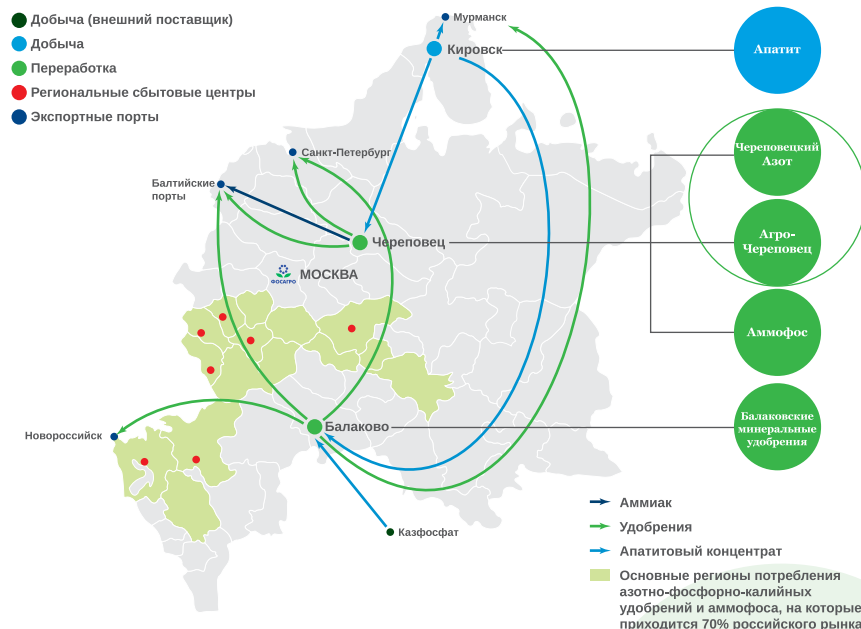 Добыча (внешний поставщик)
Добыча
Переработка
Региональные сбытовые центры
Экспортные порты
Мурманск
Кировск
Апатит
Санкт-Петербург
Балтийские
порты
Череповец
ФОСАГРО
МОСКВА
Череповецкий
Азот
Агро-
Череповец
Аммофос
Балаково
Балаковские
минеральные
удобрения
Новороссийск
Казфосфат
Аммиак
Удобрения
Апатитовый концентрат
Основные регионы потребления
азотно-фосфорно-калийных
удобрений и аммофоса, на которые
приходится 70% российского рынка